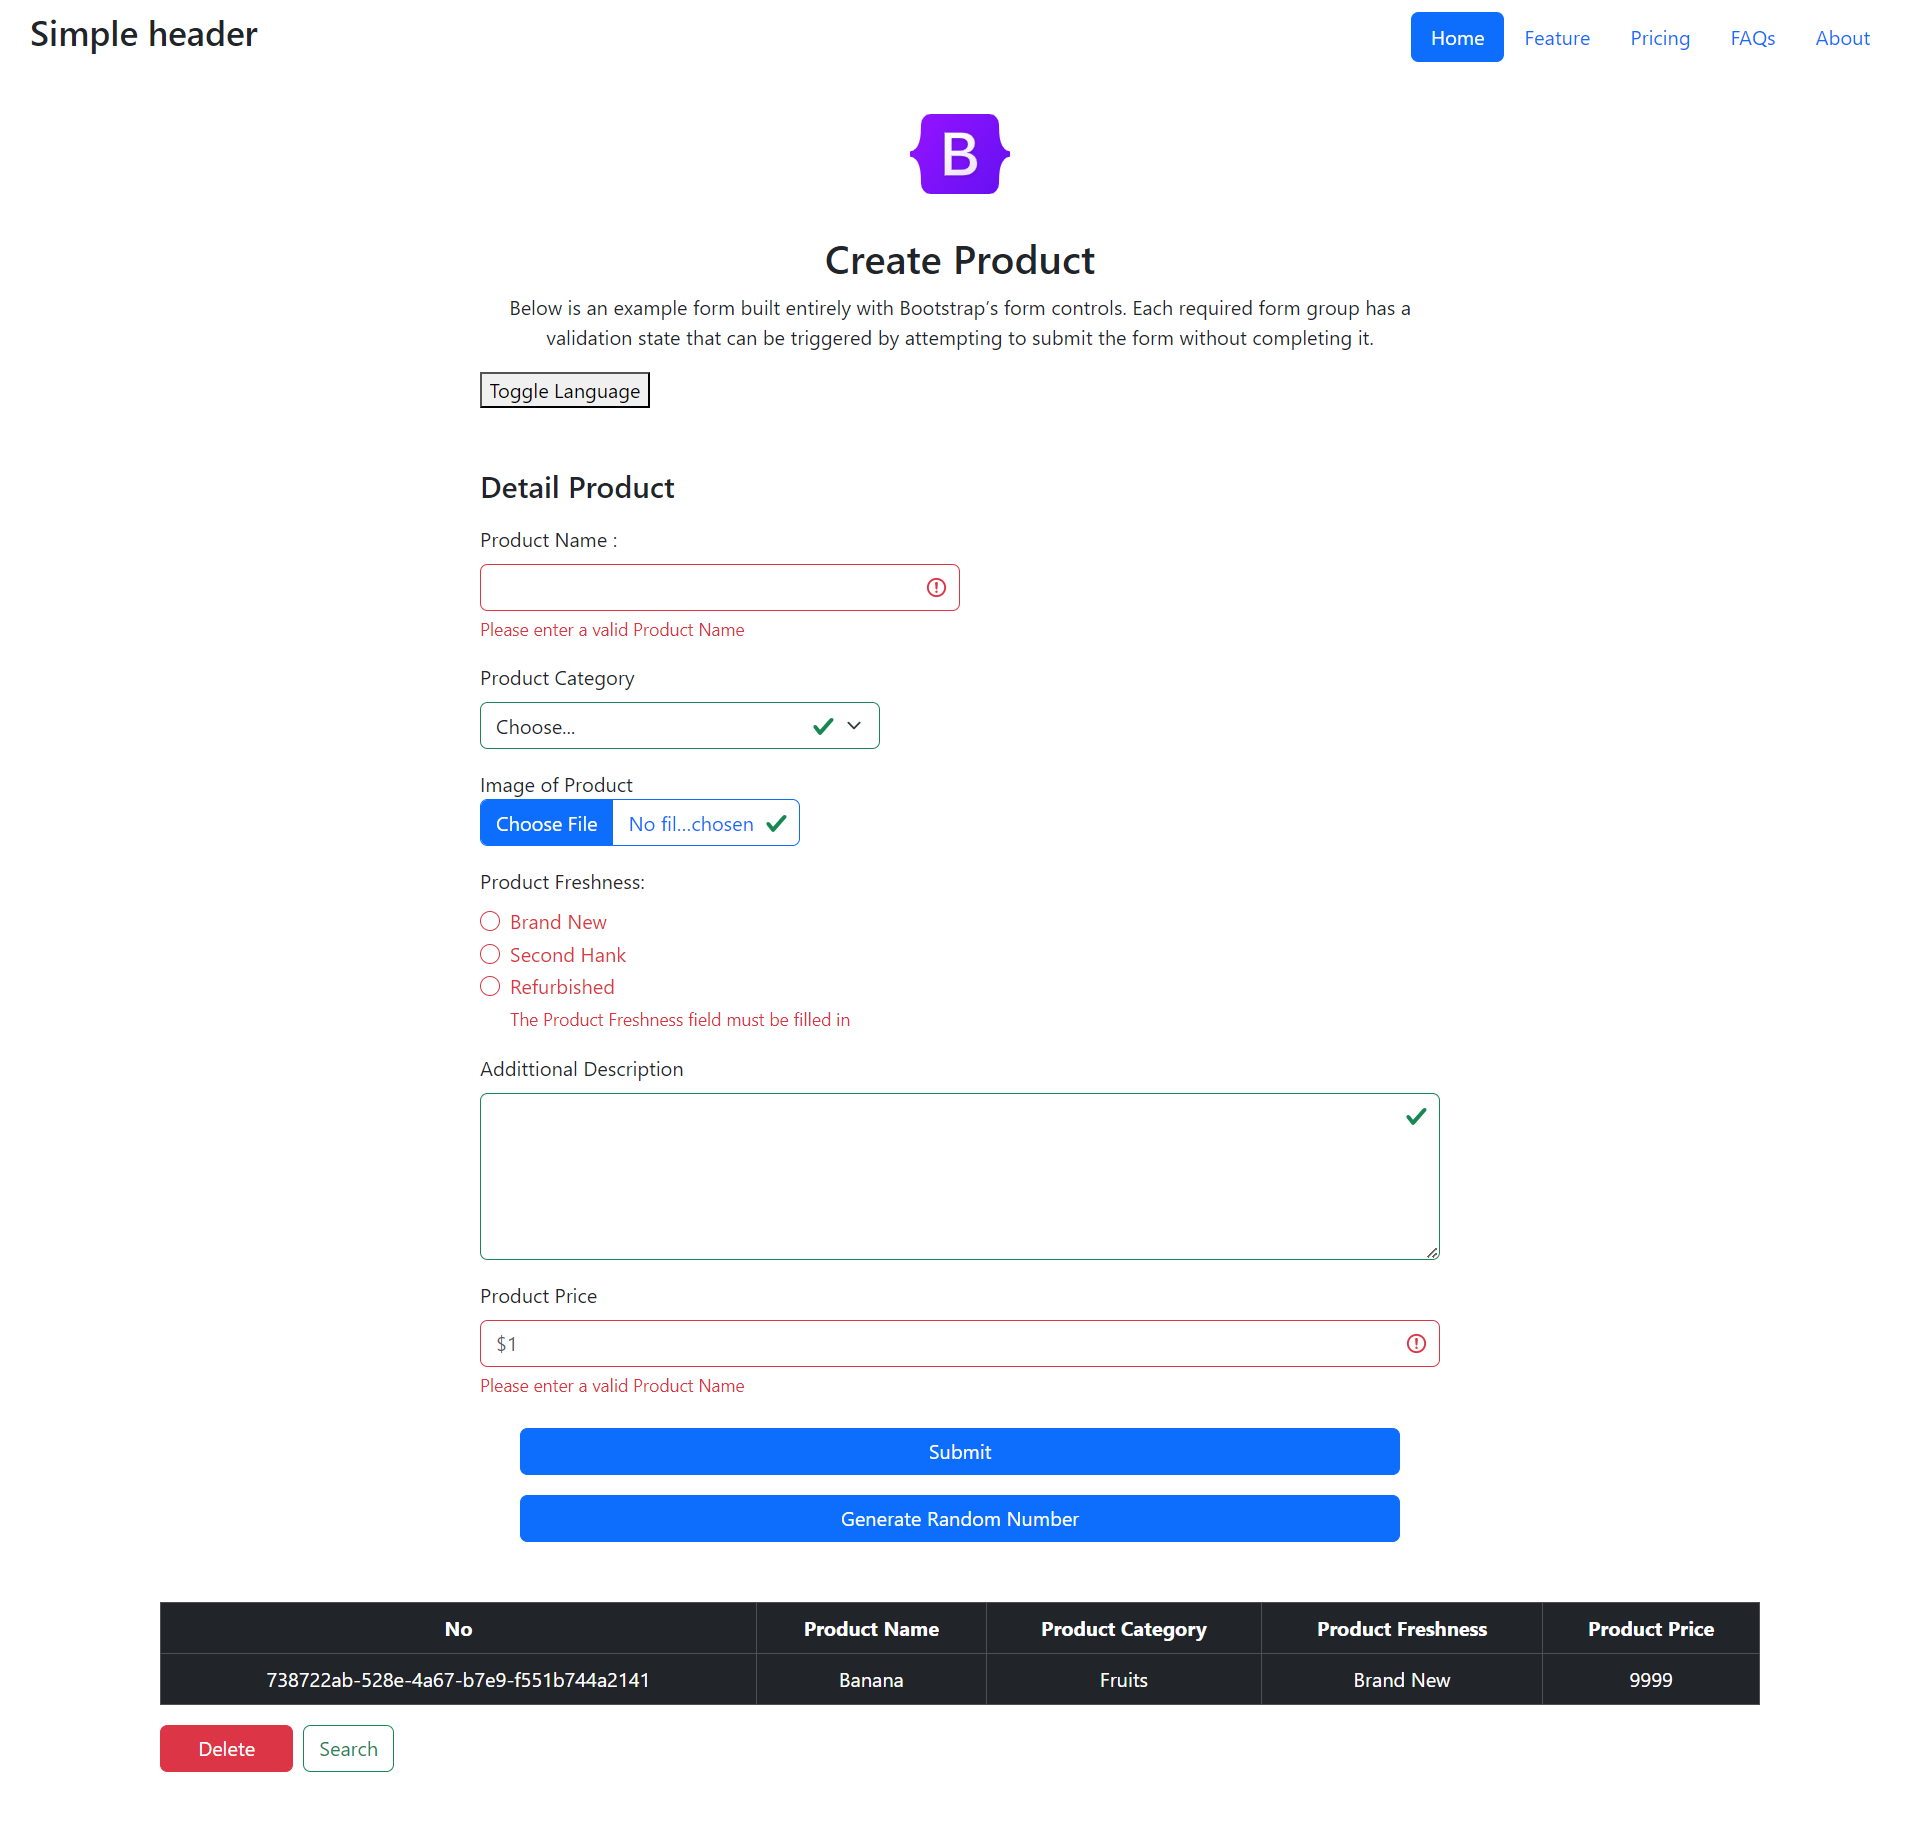 Simple header
Home Feature Pricing FAQs About
B
Create Product
Below is an example form built entirely with Bootstrap's form controls. Each required form group has a
validation state that can be triggered by attempting to submit the form without completing it.
Toggle Language
Detail Product
Product Name :
Please enter a valid Product Name
Product Category
Choose...
Image of Product
Choose File No fil...chosen
Product Freshness:
Brand New
Second Hank
Refurbished
The Product Freshness field must be filled in
Addittional Description
Product Price
$1
Please enter a valid Product Name
Submit
Generate Random Number
No Product Name Product Category Product Freshness Product Price
738722ab-528e-4a67-b7e9-f551b744a2141 Banana Fruits Brand New 9999
Delete Search